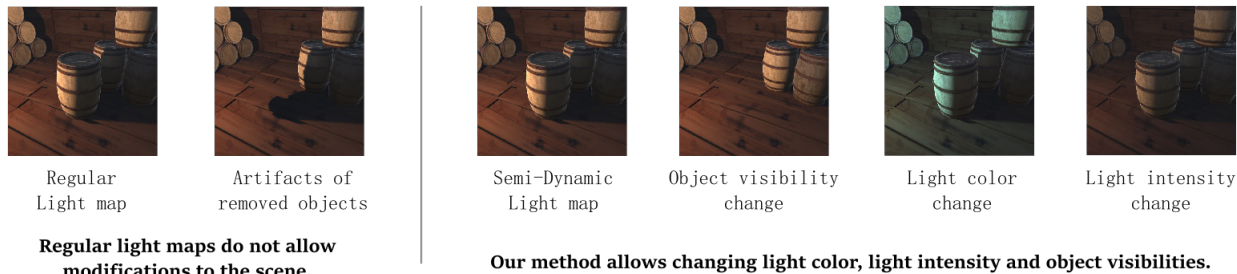 Regular
Light map
Artifacts of
removed objects
Regular light maps do not allow
modifications to the scene
Semi-Dynamic
Light map
Object visibility
change
Light color
change
Light intensity
change
Our method allows changing light color, light intensity and object visibilities.